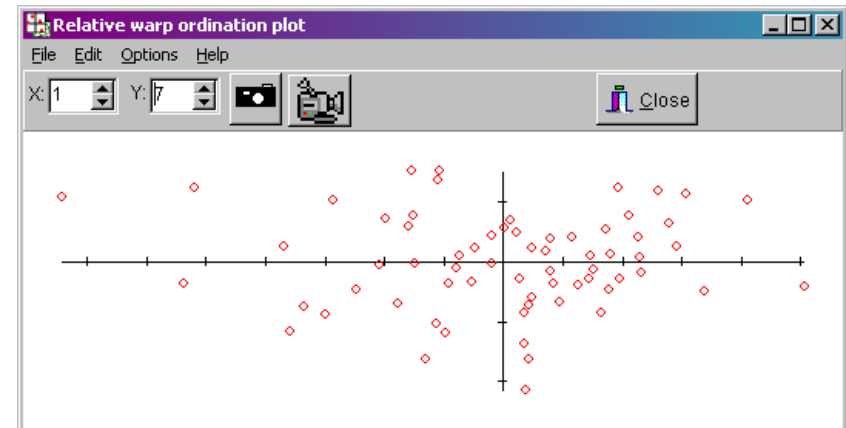 Relative warp ordination plot
File Edit Options Help
X: 1 Y: 7 Close